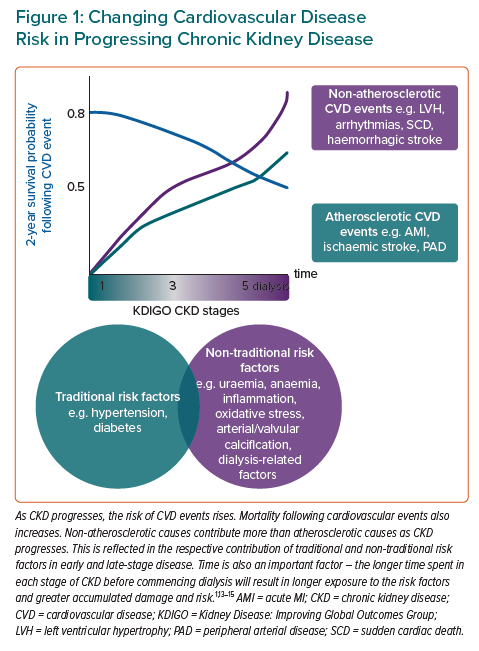 Figure 1: Changing Cardiovascular Disease
Risk in Progressing Chronic Kidney Disease
2-year survival probability
following CVD event
0.8
0.5
Non-atherosclerotic
CVD events e.g. LVH,
arrhythmias, SCD,
haemorrhagic stroke
Atherosclerotic CVD
events e.g. AMI,
ischaemic stroke, PAD
time
1
3
5 dialysis
KDIGO CKD stages
Traditional risk factors
e.g. hypertension,
diabetes
Non-traditional risk
factors
e.g. uraemia, anaemia,
inflammation,
oxidative stress,
arterial/valvular
calcification,
dialysis-related
factors
As CKD progresses, the risk of CVD events rises. Mortality following cardiovascular events also
increases. Non-atherosclerotic causes contribute more than atherosclerotic causes as CKD
progresses. This is reflected in the respective contribution of traditional and non-traditional risk
factors in early and late-stage disease. Time is also an important factor – the longer time spent in
each stage of CKD before commencing dialysis will result in longer exposure to the risk factors
and greater accumulated damage and risk.¹,¹³–¹⁵ AMI = acute MI; CKD = chronic kidney disease;
CVD = cardiovascular disease; KDIGO = Kidney Disease: Improving Global Outcomes Group;
LVH = left ventricular hypertrophy; PAD = peripheral arterial disease; SCD = sudden cardiac death.